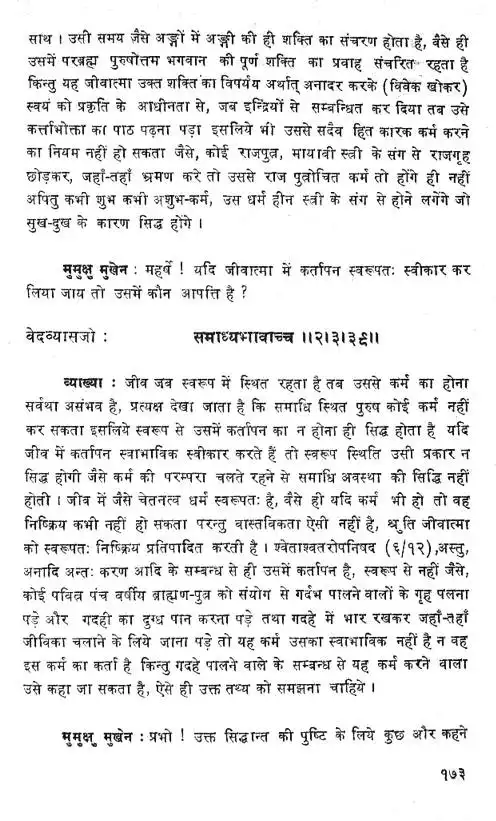 साथ । उसी समय जैसे अङ्गों में अङ्गी की ही शक्ति का संचरण होता है, वैसे ही
उसमें परब्रह्म पुरुषोत्तम भगवान की पूर्ण शक्ति का प्रवाह संचरित रहता है
किन्तु यह जीवात्मा उक्त शक्ति का विपर्यय अर्थात् अनादर करके (विवेक खोकर)
स्वयं को प्रकृति के आधीनता से, जब इन्द्रियों से सम्बन्धित कर दिया तब उसे
कर्त्ताभोक्ता का पाठ पढ़ना पड़ा इसलिये भी उससे सदैव हित कारक कर्म करने
का नियम नहीं हो सकता जैसे, कोई राजपुत्र, मायावी स्त्री के संग से राजगृह
छोड़कर, जहाँ-तहाँ भ्रमण करे तो उससे राज पुत्रोचित कर्म तो होंगे ही नहीं
अपितु कभी शुभ कभी अशुभ-कर्म, उस धर्म हीन स्त्री के संग से होने लगेंगे जो
सुख-दुख के कारण सिद्ध होंगे ।
मुमुक्षु मुखेन : महर्षे ! यदि जीवात्मा में कर्तापन स्वरूपतः स्वीकार कर
लिया जाय तो उसमें कौन आपत्ति है ?
वेदव्यासजी : समाध्यभावाच्च ॥२।३।३९॥
व्याख्या : जीव जब स्वरूप में स्थित रहता है तब उससे कर्म का होना
सर्वथा असंभव है, प्रत्यक्ष देखा जाता है कि समाधि स्थित पुरुष कोई कर्म नहीं
कर सकता इसलिये स्वरूप से उसमें कर्तापन का न होना ही सिद्ध होता है यदि
जीव में कर्तापन स्वाभाविक स्वीकार करते हैं तो स्वरूप स्थिति उसी प्रकार न
सिद्ध होगी जैसे कर्म की परम्परा चलते रहने से समाधि अवस्था की सिद्धि नहीं
होती । जीव में जैसे चेतनत्व धर्म स्वरूपतः है, वैसे ही यदि कर्म भी हो तो वह
निष्क्रिय कभी नहीं हो सकता परन्तु वास्तविकता ऐसी नहीं है, श्रुति जीवात्मा
को स्वरूपतः निष्क्रिय प्रतिपादित करती है । श्वेताश्वतरोपनिषद (६/१२),अस्तु,
अनादि अन्तः करण आदि के सम्बन्ध से ही उसमें कर्तापन है, स्वरूप से नहीं जैसे,
कोई पवित्र पंच वर्षीय ब्राह्मण-पुत्र को संयोग से गर्दभ पालने वालों के गृह पलना
पड़े और गदही का दुग्ध पान करना पड़े तथा गदहे में भार रखकर जहाँ-तहाँ
जीविका चलाने के लिये जाना पड़े तो यह कर्म उसका स्वाभाविक नहीं है न वह
इस कर्म का कर्ता है किन्तु गदहे पालने वाले के सम्बन्ध से यह कर्म करने वाला
उसे कहा जा सकता है, ऐसे ही उक्त तथ्य को समझना चाहिये ।
मुमुक्षु मुखेन : प्रभो ! उक्त सिद्धान्त की पुष्टि के लिये कुछ और कहने
१७३